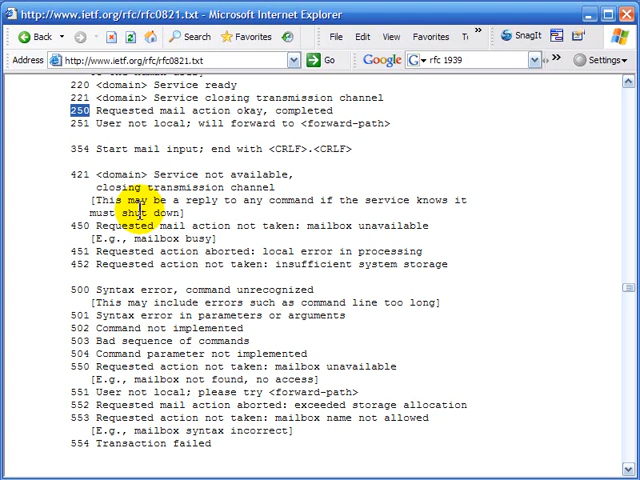 http://www.ietf.org/rfc/rfc0821.txt - Microsoft Internet Explorer
Back Search Favorites File Edit View Favorites » SnagIt
Address http://www.ietf.org/rfc/rfc0821.txt Go Google G rfc 1939 » Settings
220 <domain> Service ready
221 <domain> Service closing transmission channel
250 Requested mail action okay, completed
251 User not local; will forward to <forward-path>
354 Start mail input; end with <CRLF>.<CRLF>
421 <domain> Service not available,
closing transmission channel
[This may be a reply to any command if the service knows it
must shut down]
450 Requested mail action not taken: mailbox unavailable
[E.g., mailbox busy]
451 Requested action aborted: local error in processing
452 Requested action not taken: insufficient system storage
500 Syntax error, command unrecognized
[This may include errors such as command line too long]
501 Syntax error in parameters or arguments
502 Command not implemented
503 Bad sequence of commands
504 Command parameter not implemented
550 Requested action not taken: mailbox unavailable
[E.g., mailbox not found, no access]
551 User not local; please try <forward-path>
552 Requested mail action aborted: exceeded storage allocation
553 Requested action not taken: mailbox name not allowed
[E.g., mailbox syntax incorrect]
554 Transaction failed